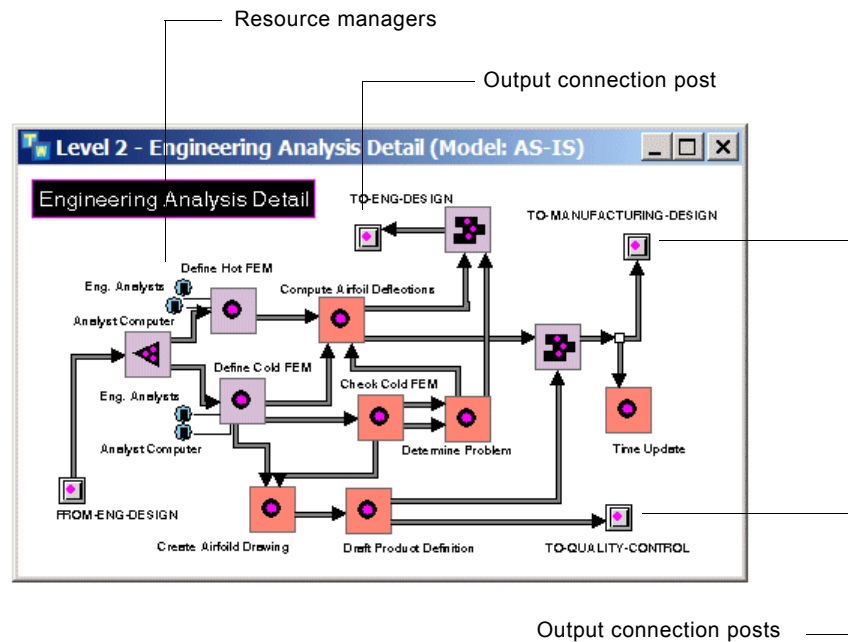 Resource managers
Output connection post
Level 2 - Engineering Analysis Detail (Model: AS-IS)
Engineering Analysis Detail
TO-ENG-DESIGN
TO-MANUFACTURING-DESIGN
Define Hot FEM
Eng. Analysts
Compute Airfoil Deflections
Analyst Computer
Define Cold FEM
Check Cold FEM
Eng. Analysts
Analyst Computer
Determine Problem
Time Update
FROM-ENG-DESIGN
Create Airfoild Drawing
Draft Product Definition
TO-QUALITY-CONTROL
Output connection posts